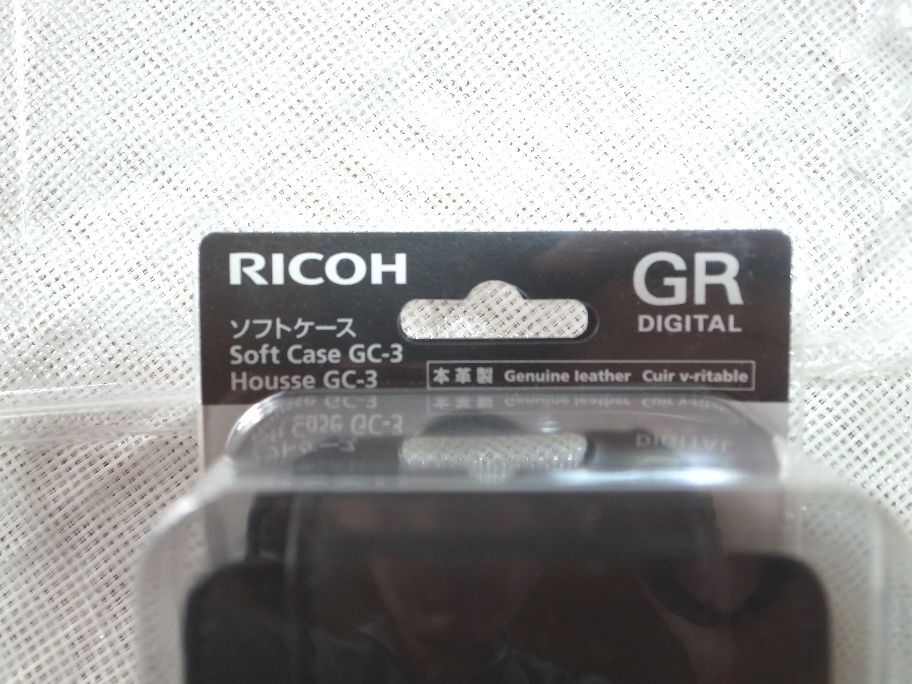 RICOH
GR
DIGITAL
ソフトケース
Soft Case GC-3
Housse GC-3
本革製 Genuine leather Cuir v-ritable